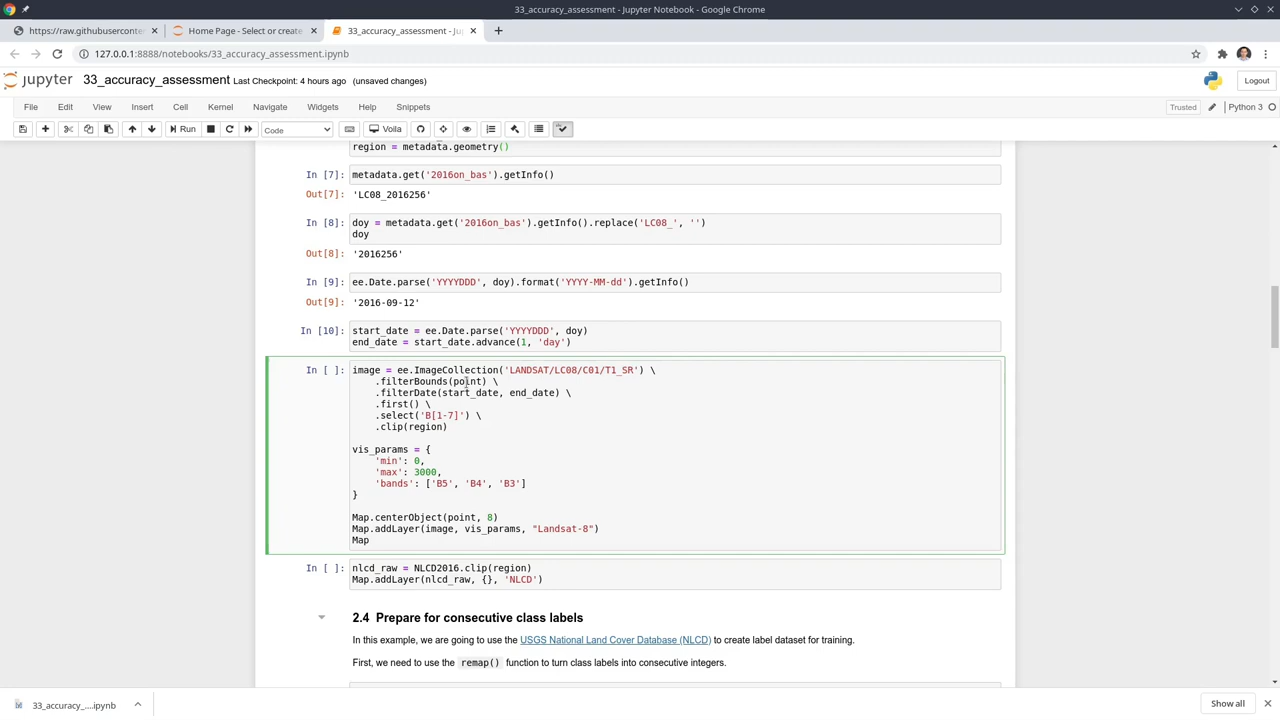 33_accuracy_assessment - Jupyter Notebook - Google Chrome
https://raw.githubuserconte
Home Page - Select or create
33_accuracy_assessment - Ju
127.0.0.1:8888/notebooks/33_accuracy_assessment.ipynb
jupyter 33_accuracy_assessment Last Checkpoint: 4 hours ago (unsaved changes)
Logout
File Edit View Insert Cell Kernel Navigate Widgets Help Snippets
Trusted Python 3
Run Code Voila
region = metadata.geometry()
In [7]: metadata.get('2016on_bas').getInfo()
Out[7]: 'LC08_2016256'
In [8]: doy = metadata.get('2016on_bas').getInfo().replace('LC08_', '')
doy
Out[8]: '2016256'
In [9]: ee.Date.parse('YYYYDDD', doy).format('YYYY-MM-dd').getInfo()
Out[9]: '2016-09-12'
In [10]: start_date = ee.Date.parse('YYYYDDD', doy)
end_date = start_date.advance(1, 'day')
In [ ]: image = ee.ImageCollection('LANDSAT/LC08/C01/T1_SR') \
.filterBounds(point) \
.filterDate(start_date, end_date) \
.first() \
.select('B[1-7]') \
.clip(region)
vis_params = {
'min': 0,
'max': 3000,
'bands': ['B5', 'B4', 'B3']
}
Map.centerObject(point, 8)
Map.addLayer(image, vis_params, "Landsat-8")
Map
In [ ]: nlcd_raw = NLCD2016.clip(region)
Map.addLayer(nlcd_raw, {}, 'NLCD')
2.4 Prepare for consecutive class labels
In this example, we are going to use the USGS National Land Cover Database (NLCD) to create label dataset for training.
First, we need to use the remap() function to turn class labels into consecutive integers.
33_accuracy_....ipynb
Show all